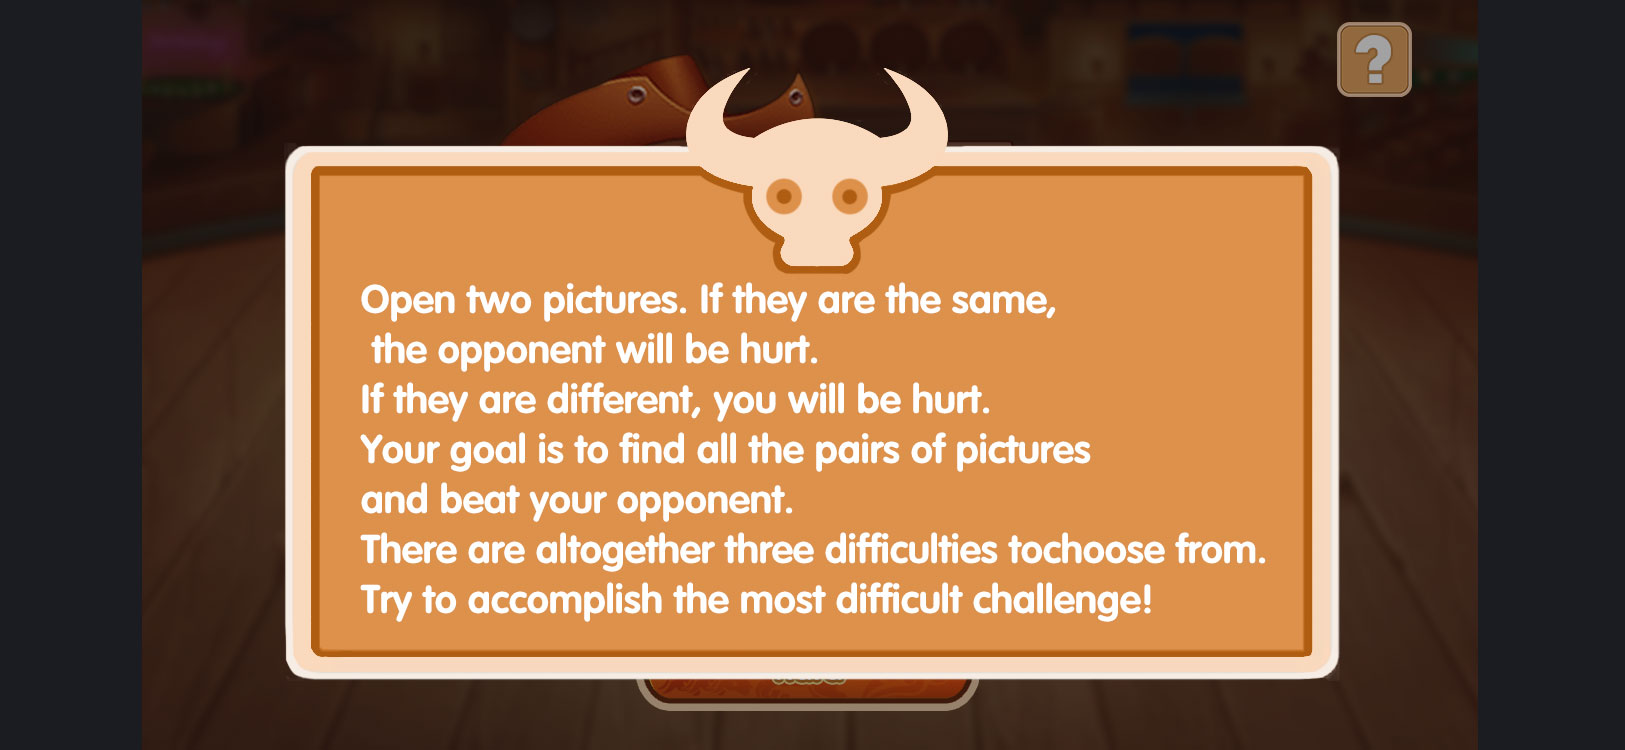 ?
Open two pictures. If they are the same,
the opponent will be hurt.
If they are different, you will be hurt.
Your goal is to find all the pairs of pictures
and beat your opponent.
There are altogether three difficulties tochoose from.
Try to accomplish the most difficult challenge!